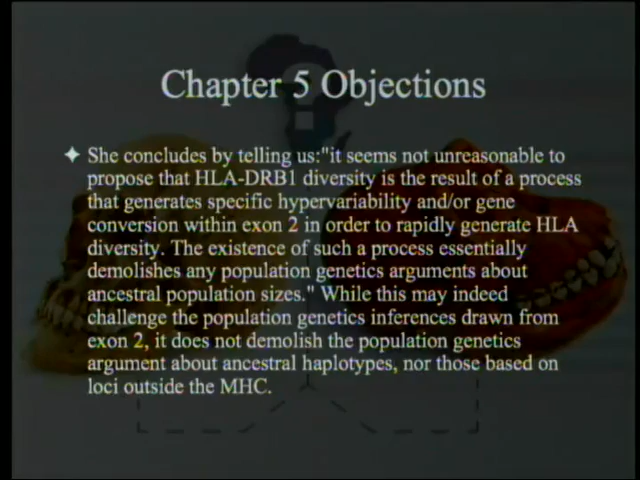 Chapter 5 Objections
✦ She concludes by telling us:"it seems not unreasonable to
propose that HLA-DRB1 diversity is the result of a process
that generates specific hypervariability and/or gene
conversion within exon 2 in order to rapidly generate HLA
diversity. The existence of such a process essentially
demolishes any population genetics arguments about
ancestral population sizes." While this may indeed
challenge the population genetics inferences drawn from
exon 2, it does not demolish the population genetics
argument about ancestral haplotypes, nor those based on
loci outside the MHC.